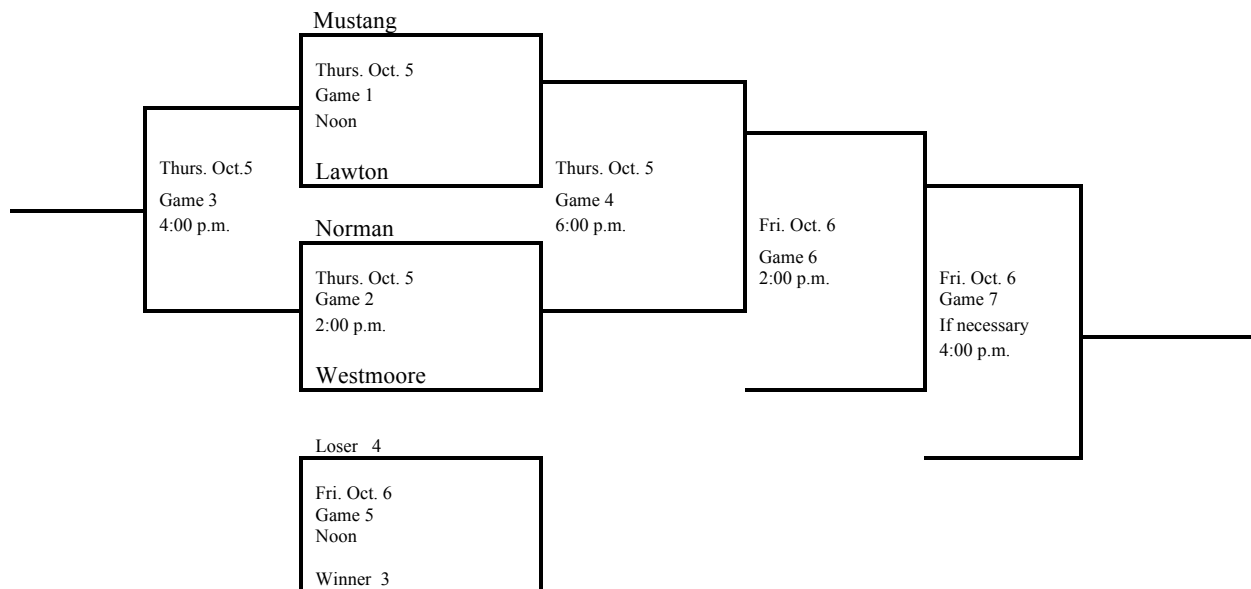 Mustang
Thurs. Oct. 5
Game 1
Noon
Lawton
Thurs. Oct.5
Game 3
4:00 p.m.
Thurs. Oct. 5
Game 4
6:00 p.m.
Norman
Thurs. Oct. 5
Game 2
2:00 p.m.
Westmoore
Fri. Oct. 6
Game 6
2:00 p.m.
Fri. Oct. 6
Game 7
If necessary
4:00 p.m.
Loser 4
Fri. Oct. 6
Game 5
Noon
Winner 3